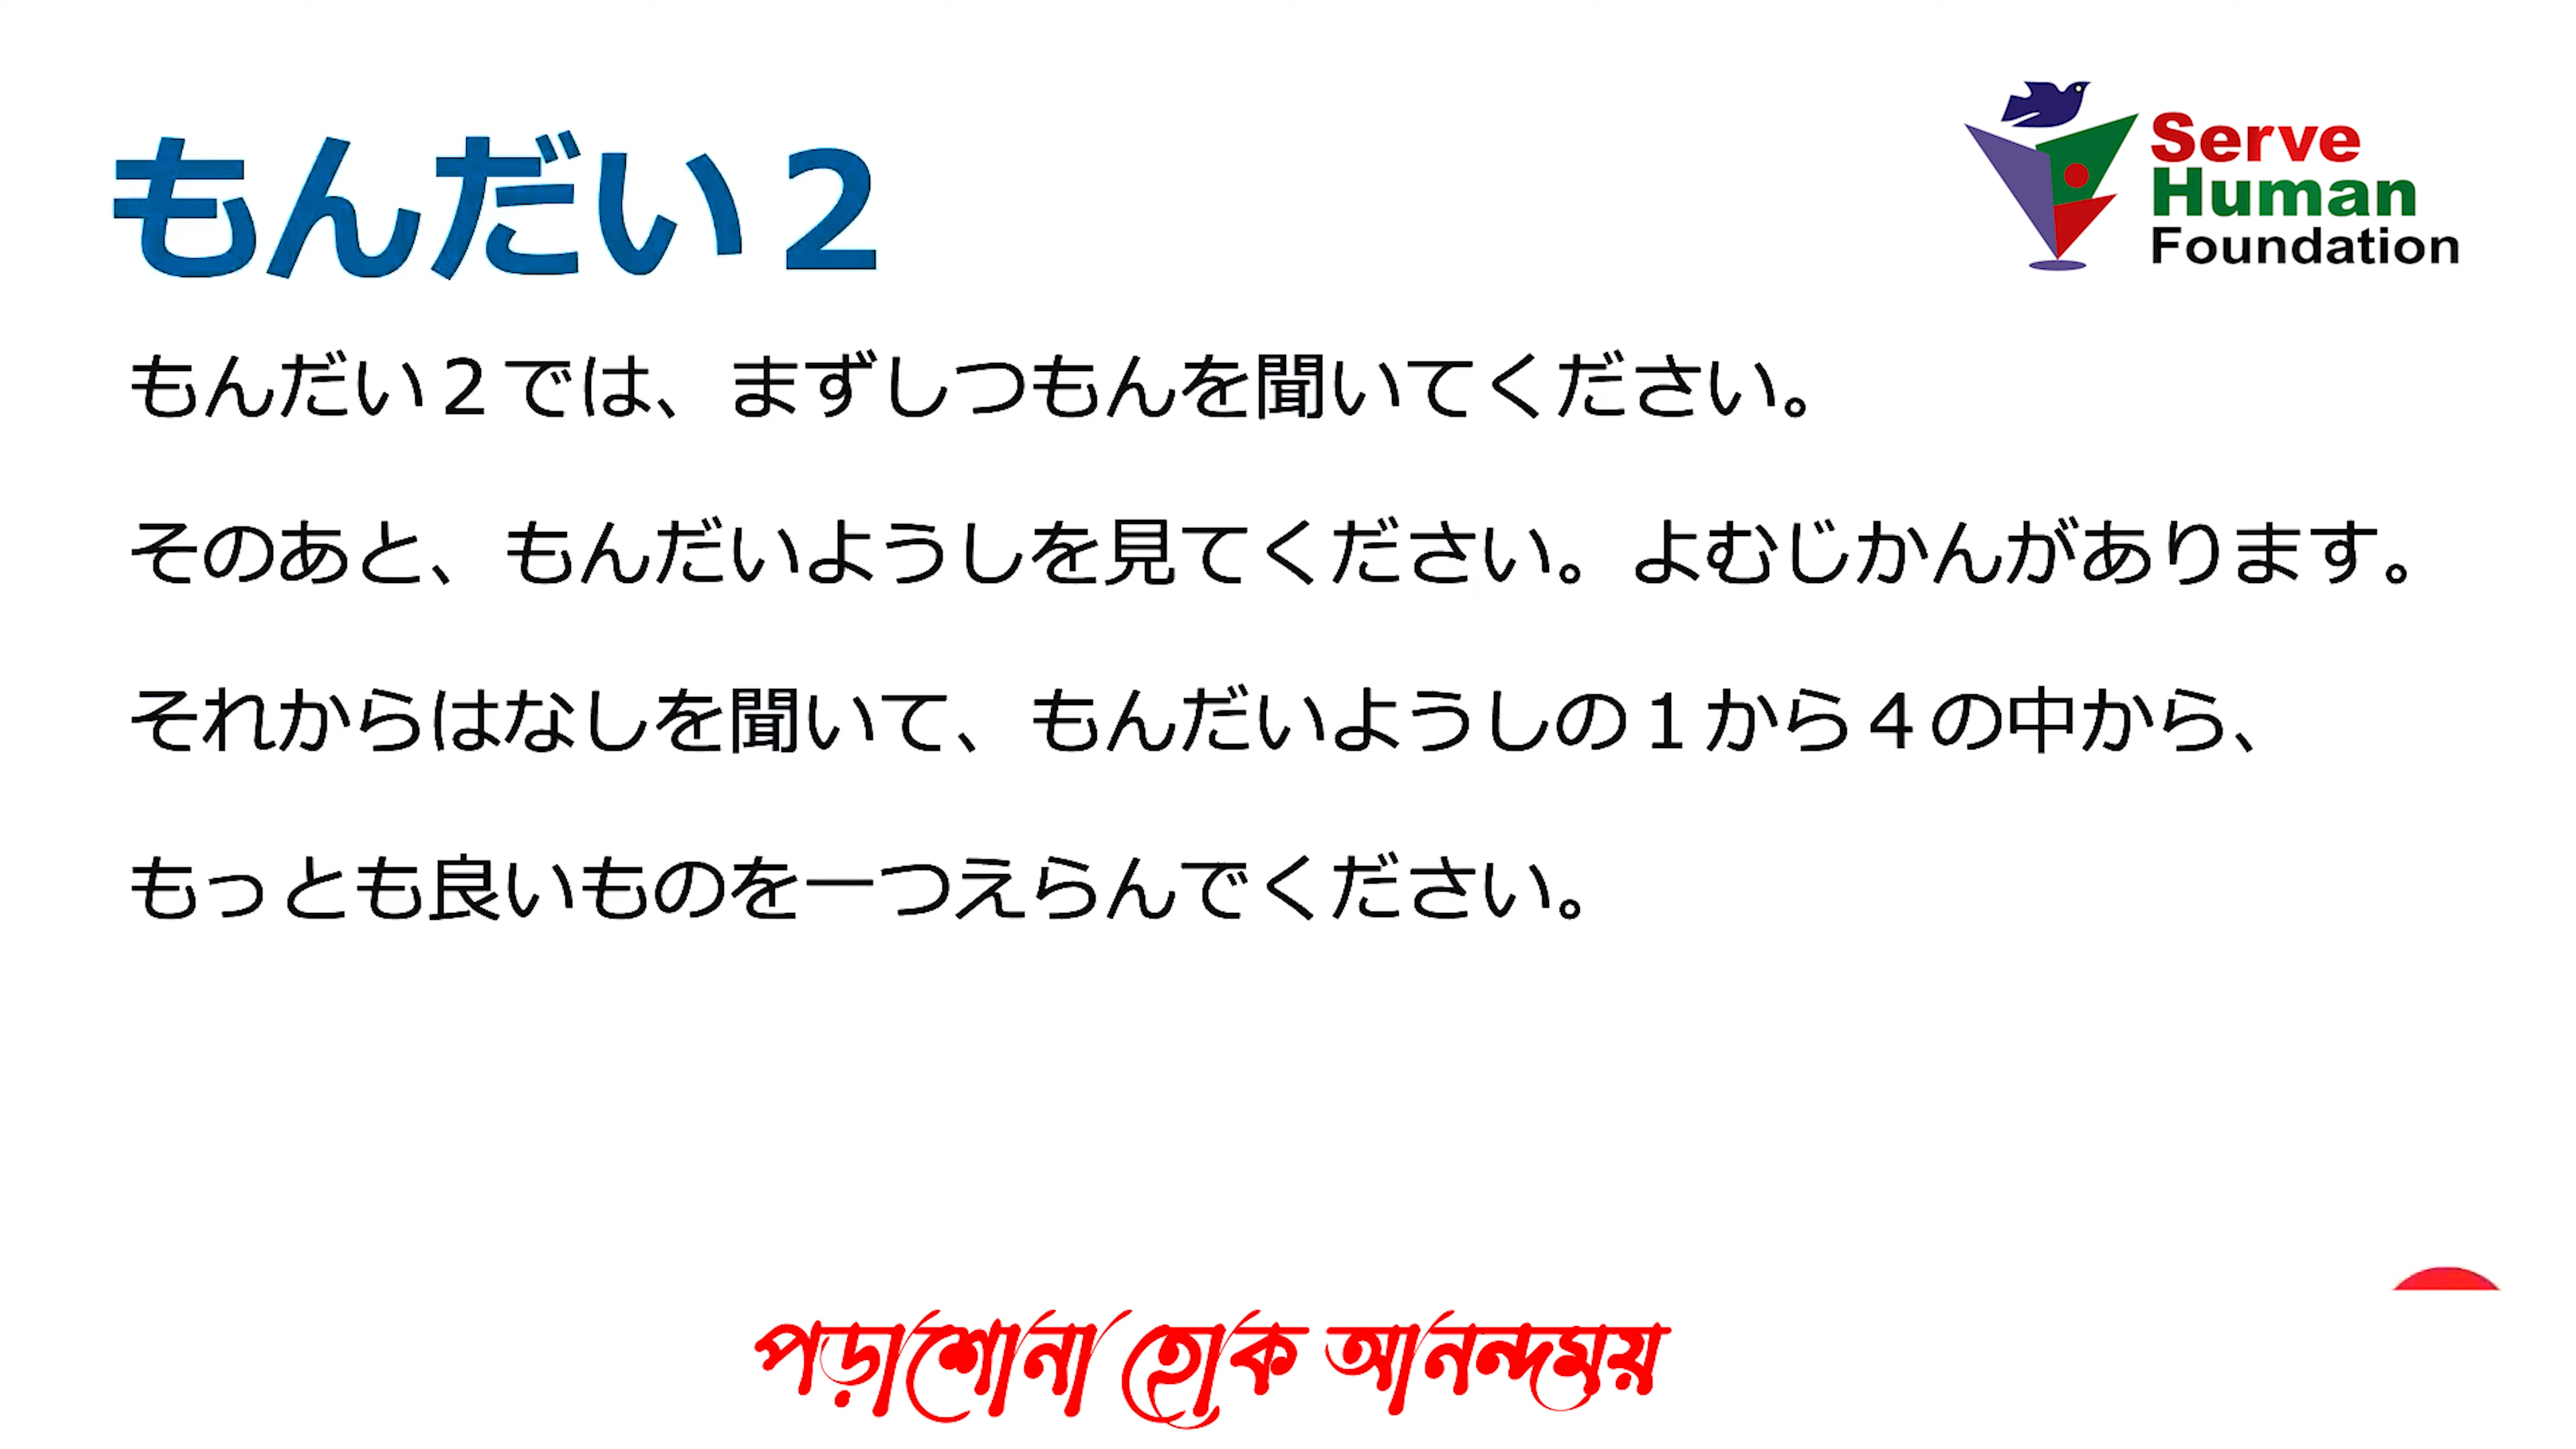 もんだい２
Serve
Human
Foundation
もんだい２では、まずしつもんを聞いてください。
そのあと、もんだいようしを見てください。よむじかんがあります。
それからはなしを聞いて、もんだいようしの１から４の中から、
もっとも良いものを一つえらんでください。
পড়াশোনা হোক আনন্দময়